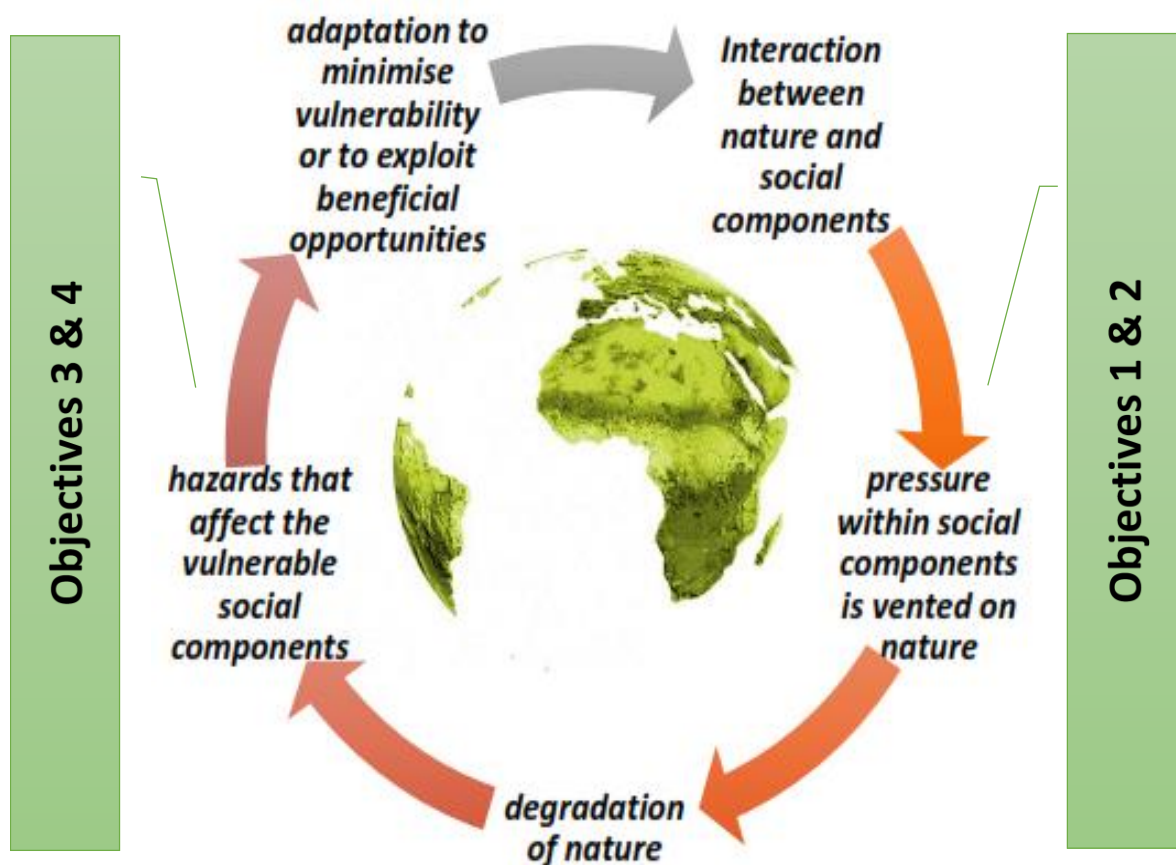 adaptation to
minimise
vulnerability
or to exploit
beneficial
opportunities
Interaction
between
nature and
social
components
pressure
within social
components
is vented on
nature
degradation
of nature
hazards that
affect the
vulnerable
social
components
Objectives 3 & 4
Objectives 1 & 2